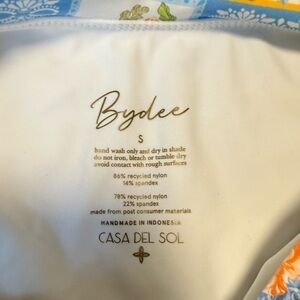 Bydee
S
hand wash only and dry in shade
do not iron, bleach or tumble dry
avoid contact with rough surfaces
86% recycled nylon
14% spandex
78% recycled nylon
22% spandex
made from post consumer materials
HANDMADE IN INDONESIA
CASA DEL SOL